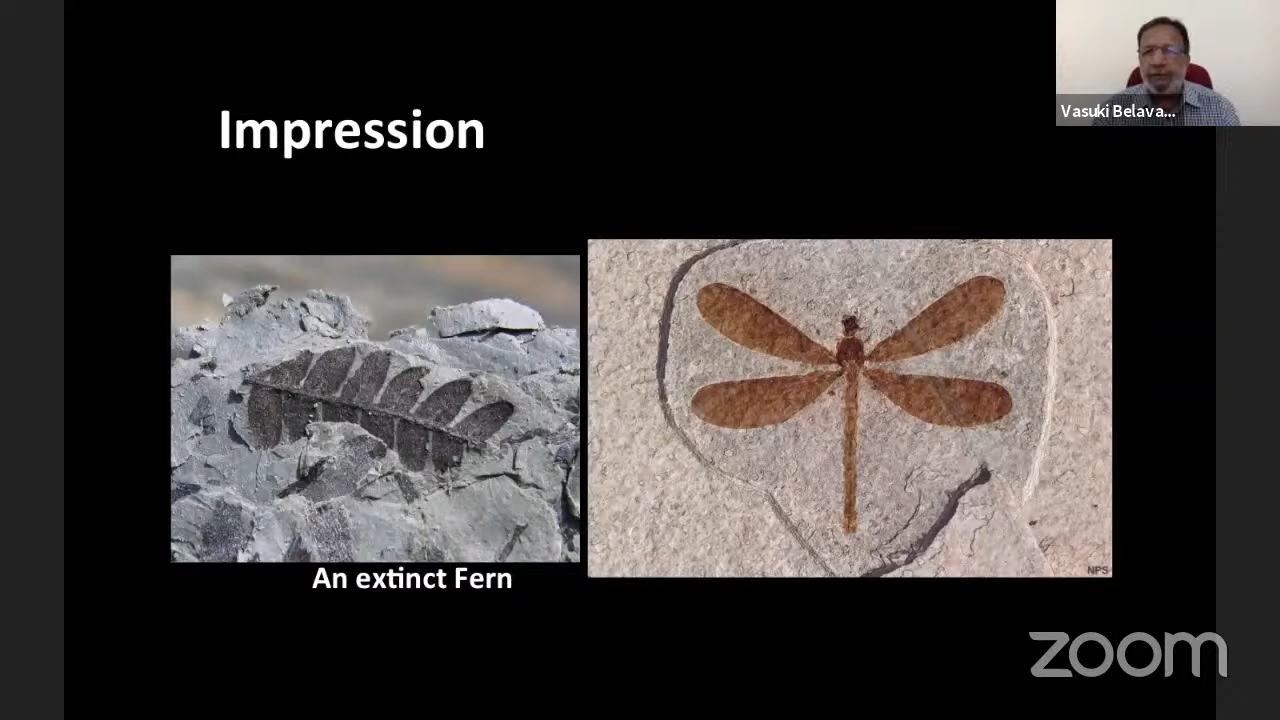 Vasuki Belava...
Impression
An extinct Fern
NPS
zoom